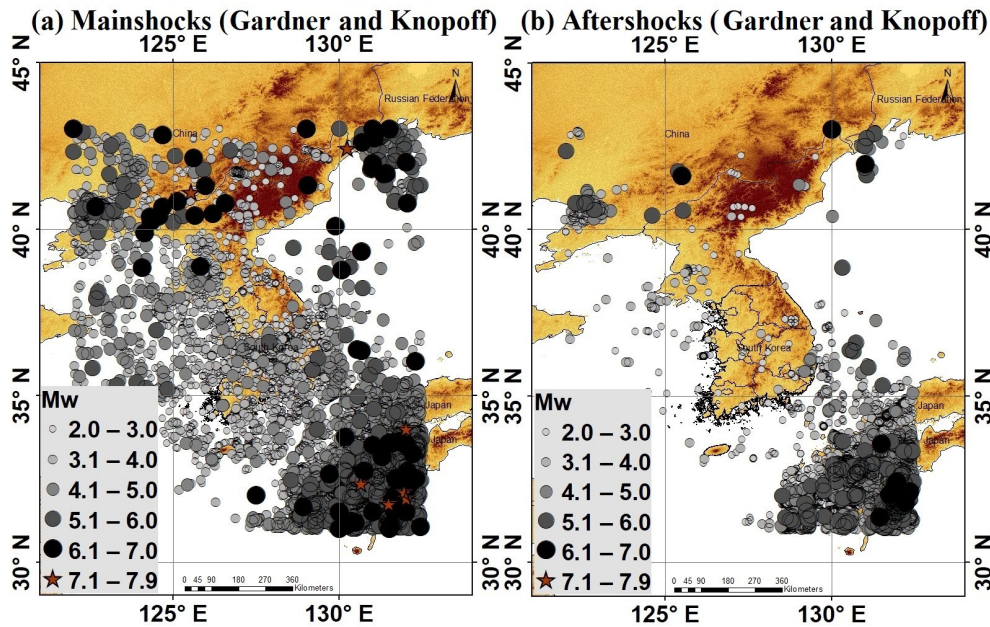 (a) Mainshocks (Gardner and Knopoff)
125° E 130° E
45° N
40° N
35° N
30° N
N
Russian Federation
China
South Korea
Japan
Japan
Mw
2.0 – 3.0
3.1 – 4.0
4.1 – 5.0
5.1 – 6.0
6.1 – 7.0
7.1 – 7.9
0 45 90 180 270 360
Kilometers
125° E 130° E
(b) Aftershocks (Gardner and Knopoff)
125° E 130° E
45° N
40° N
35° N
30° N
N
Russian Federation
China
South Korea
Japan
Japan
Mw
2.0 – 3.0
3.1 – 4.0
4.1 – 5.0
5.1 – 6.0
6.1 – 7.0
7.1 – 7.9
0 45 90 180 270 360
Kilometers
125° E 130° E